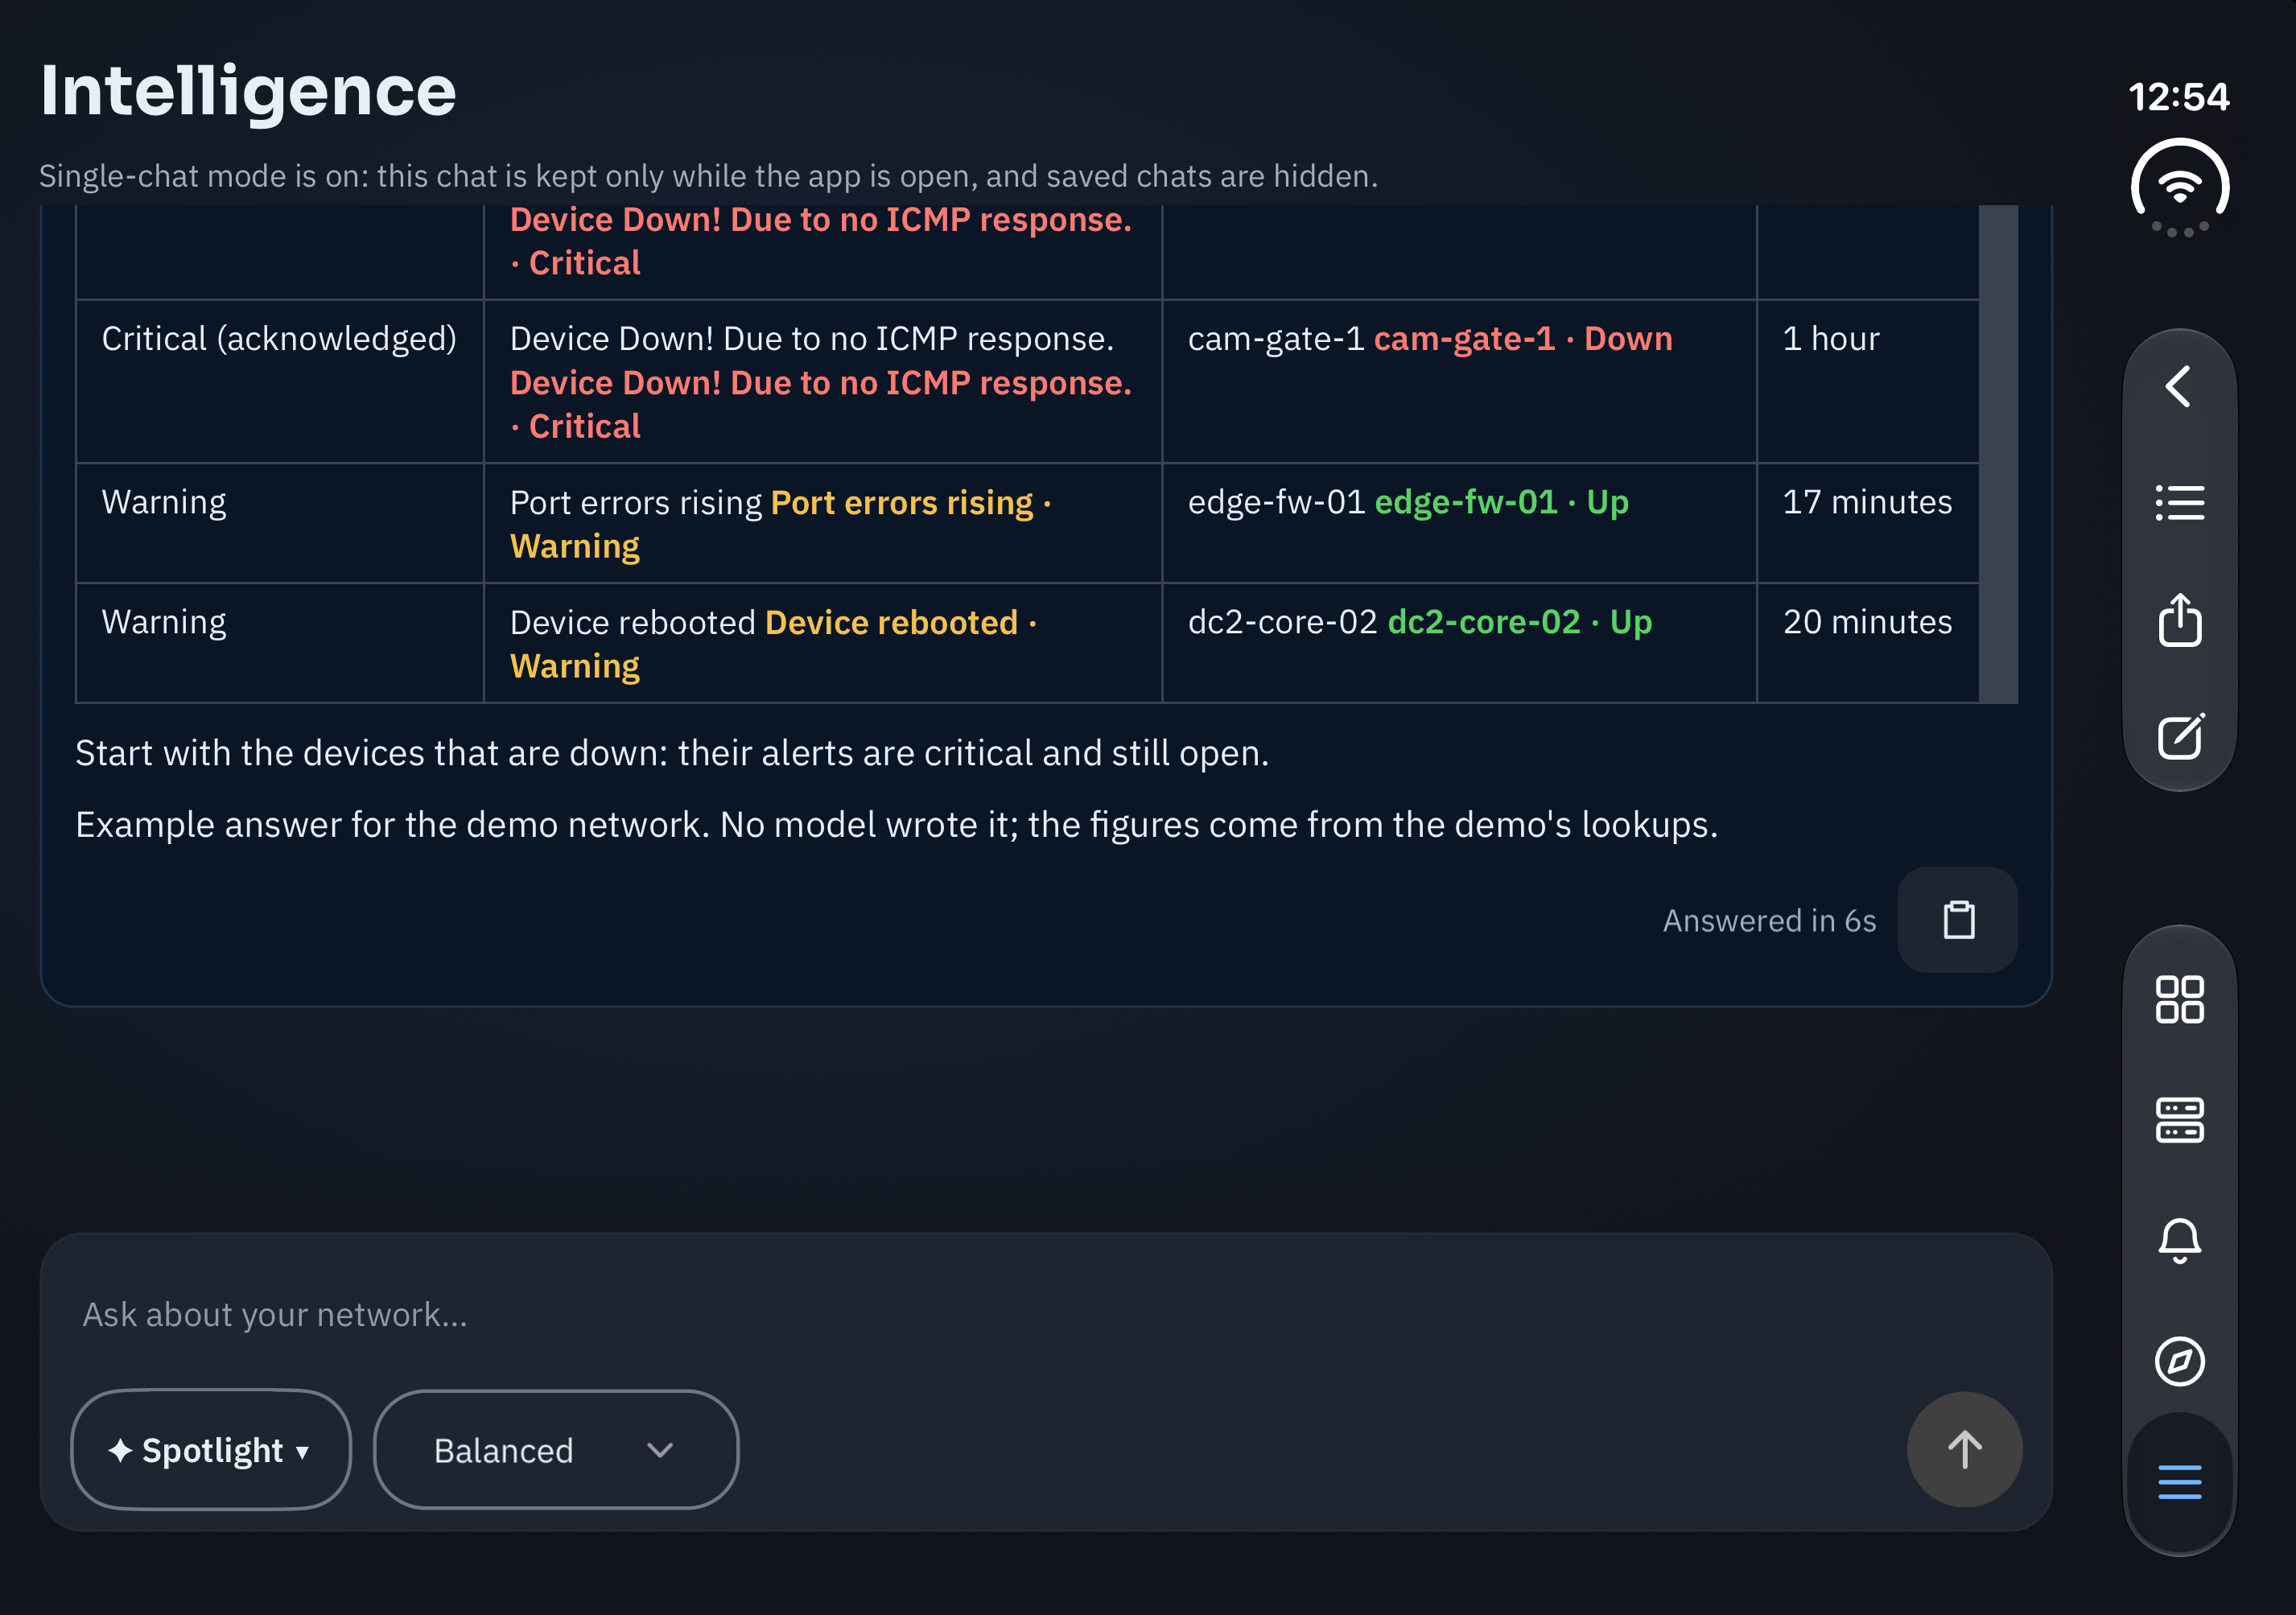 Intelligence
12:54
Single-chat mode is on: this chat is kept only while the app is open, and saved chats are hidden.
Device Down! Due to no ICMP response.
· Critical
Critical (acknowledged)
Device Down! Due to no ICMP response.
Device Down! Due to no ICMP response.
· Critical
cam-gate-1 cam-gate-1 · Down
1 hour
Warning
Port errors rising Port errors rising ·
Warning
edge-fw-01 edge-fw-01 · Up
17 minutes
Warning
Device rebooted Device rebooted ·
Warning
dc2-core-02 dc2-core-02 · Up
20 minutes
Start with the devices that are down: their alerts are critical and still open.
Example answer for the demo network. No model wrote it; the figures come from the demo's lookups.
Answered in 6s
Ask about your network...
✦ Spotlight ▾
Balanced